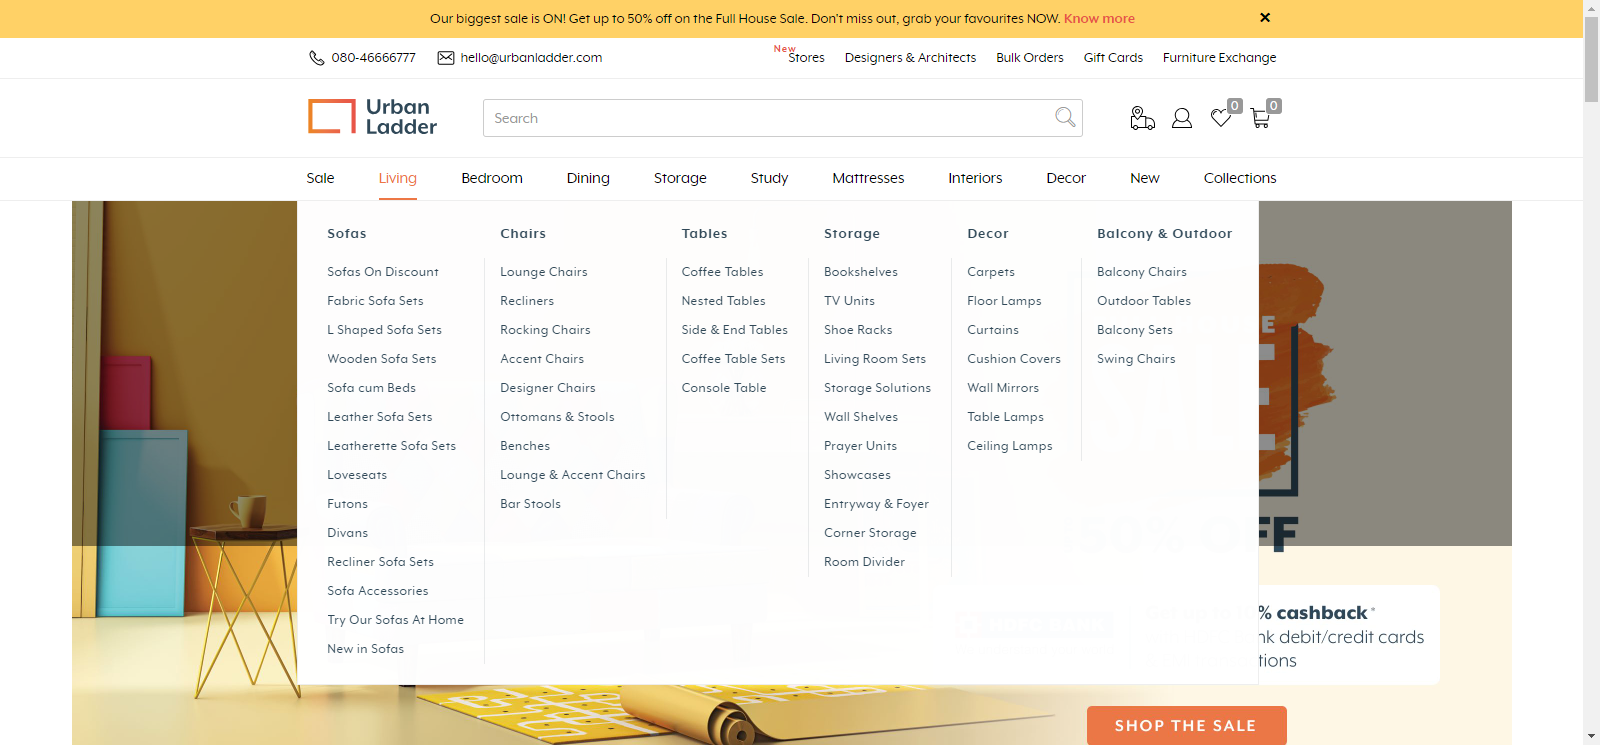 Our biggest sale is ON! Get up to 50% off on the Full House Sale. Don't miss out, grab your favourites NOW. Know more
080-46666777 hello@urbanladder.com New Stores Designers & Architects Bulk Orders Gift Cards Furniture Exchange
Urban
Ladder
Search
0
0
Sale Living Bedroom Dining Storage Study Mattresses Interiors Decor New Collections
Sofas
Sofas On Discount
Fabric Sofa Sets
L Shaped Sofa Sets
Wooden Sofa Sets
Sofa cum Beds
Leather Sofa Sets
Leatherette Sofa Sets
Loveseats
Futons
Divans
Recliner Sofa Sets
Sofa Accessories
Try Our Sofas At Home
New in Sofas
Chairs
Lounge Chairs
Recliners
Rocking Chairs
Accent Chairs
Designer Chairs
Ottomans & Stools
Benches
Lounge & Accent Chairs
Bar Stools
Tables
Coffee Tables
Nested Tables
Side & End Tables
Coffee Table Sets
Console Table
Storage
Bookshelves
TV Units
Shoe Racks
Living Room Sets
Storage Solutions
Wall Shelves
Prayer Units
Showcases
Entryway & Foyer
Corner Storage
Room Divider
Decor
Carpets
Floor Lamps
Curtains
Cushion Covers
Wall Mirrors
Table Lamps
Ceiling Lamps
Balcony & Outdoor
Balcony Chairs
Outdoor Tables
Balcony Sets
Swing Chairs
50% OFF
% cashback*
debit/credit cards
SHOP THE SALE